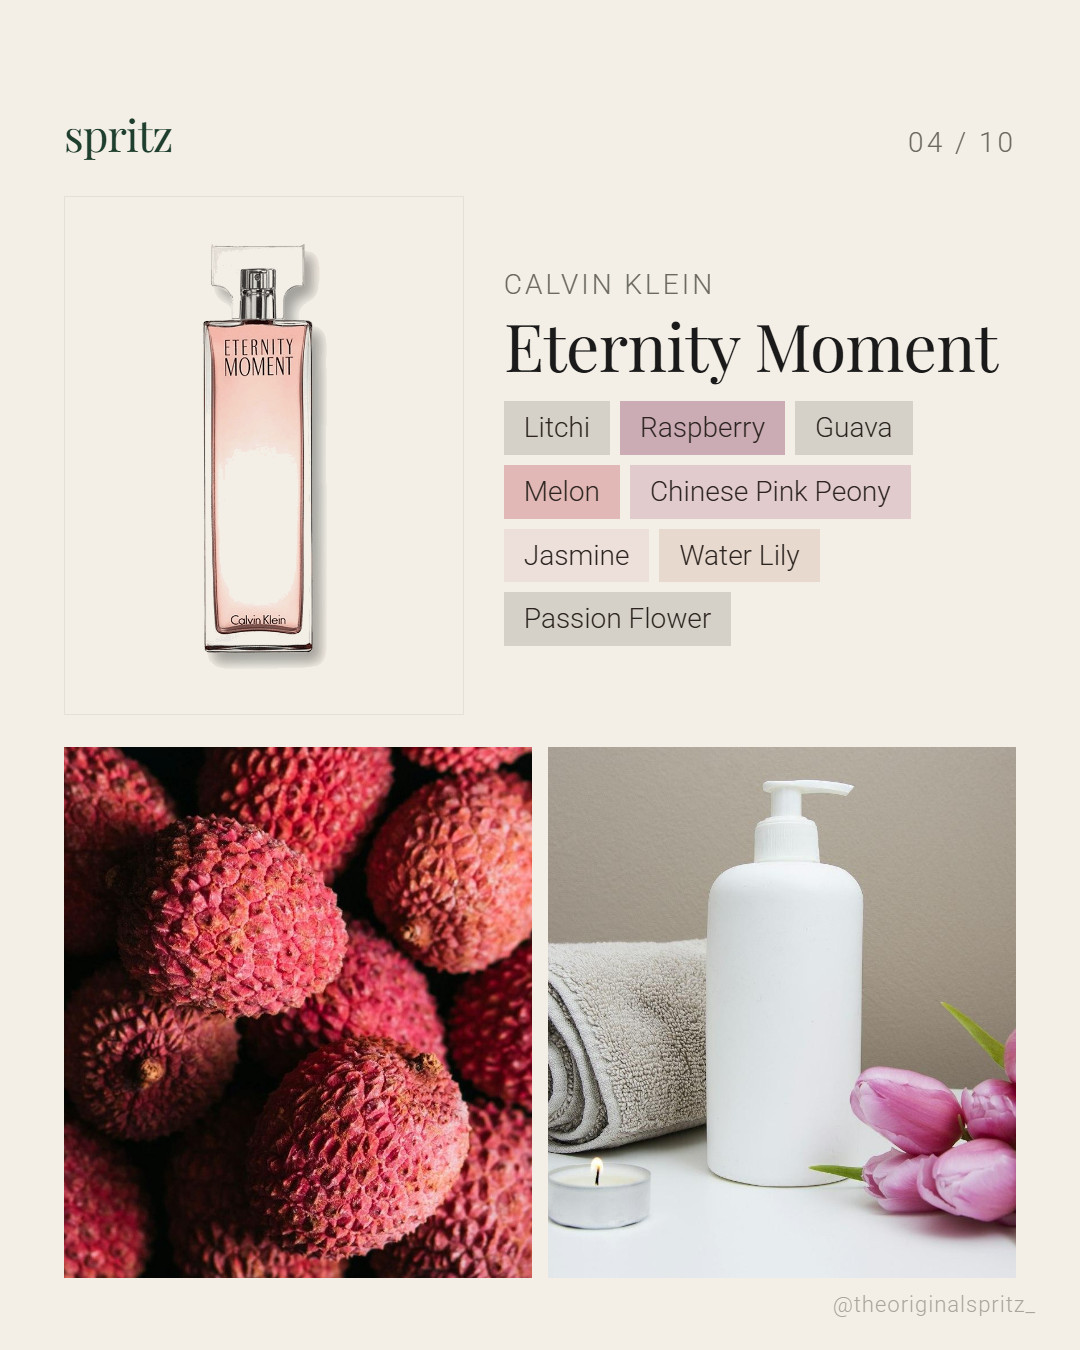 spritz
04 / 10
ETERNITY
MOMENT
Calvin Klein
CALVIN KLEIN
Eternity Moment
Litchi Raspberry Guava
Melon Chinese Pink Peony
Jasmine Water Lily
Passion Flower
@theoriginalspritz_